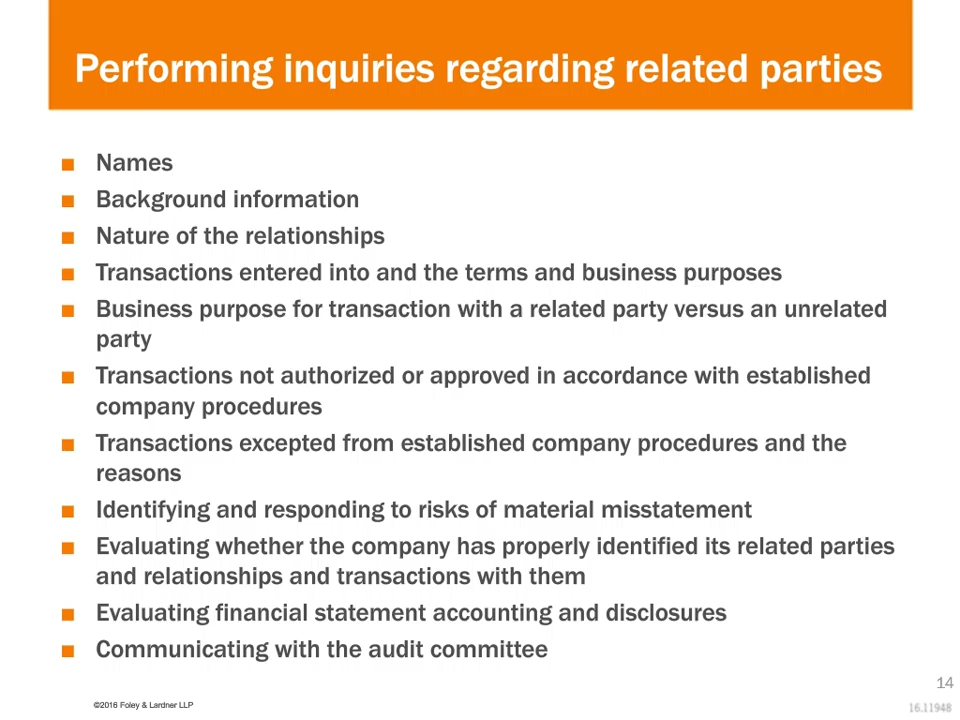 Performing inquiries regarding related parties
■ Names
■ Background information
■ Nature of the relationships
■ Transactions entered into and the terms and business purposes
■ Business purpose for transaction with a related party versus an unrelated
party
■ Transactions not authorized or approved in accordance with established
company procedures
■ Transactions excepted from established company procedures and the
reasons
■ Identifying and responding to risks of material misstatement
■ Evaluating whether the company has properly identified its related parties
and relationships and transactions with them
■ Evaluating financial statement accounting and disclosures
■ Communicating with the audit committee
14
©2016 Foley & Lardner LLP
16.11948